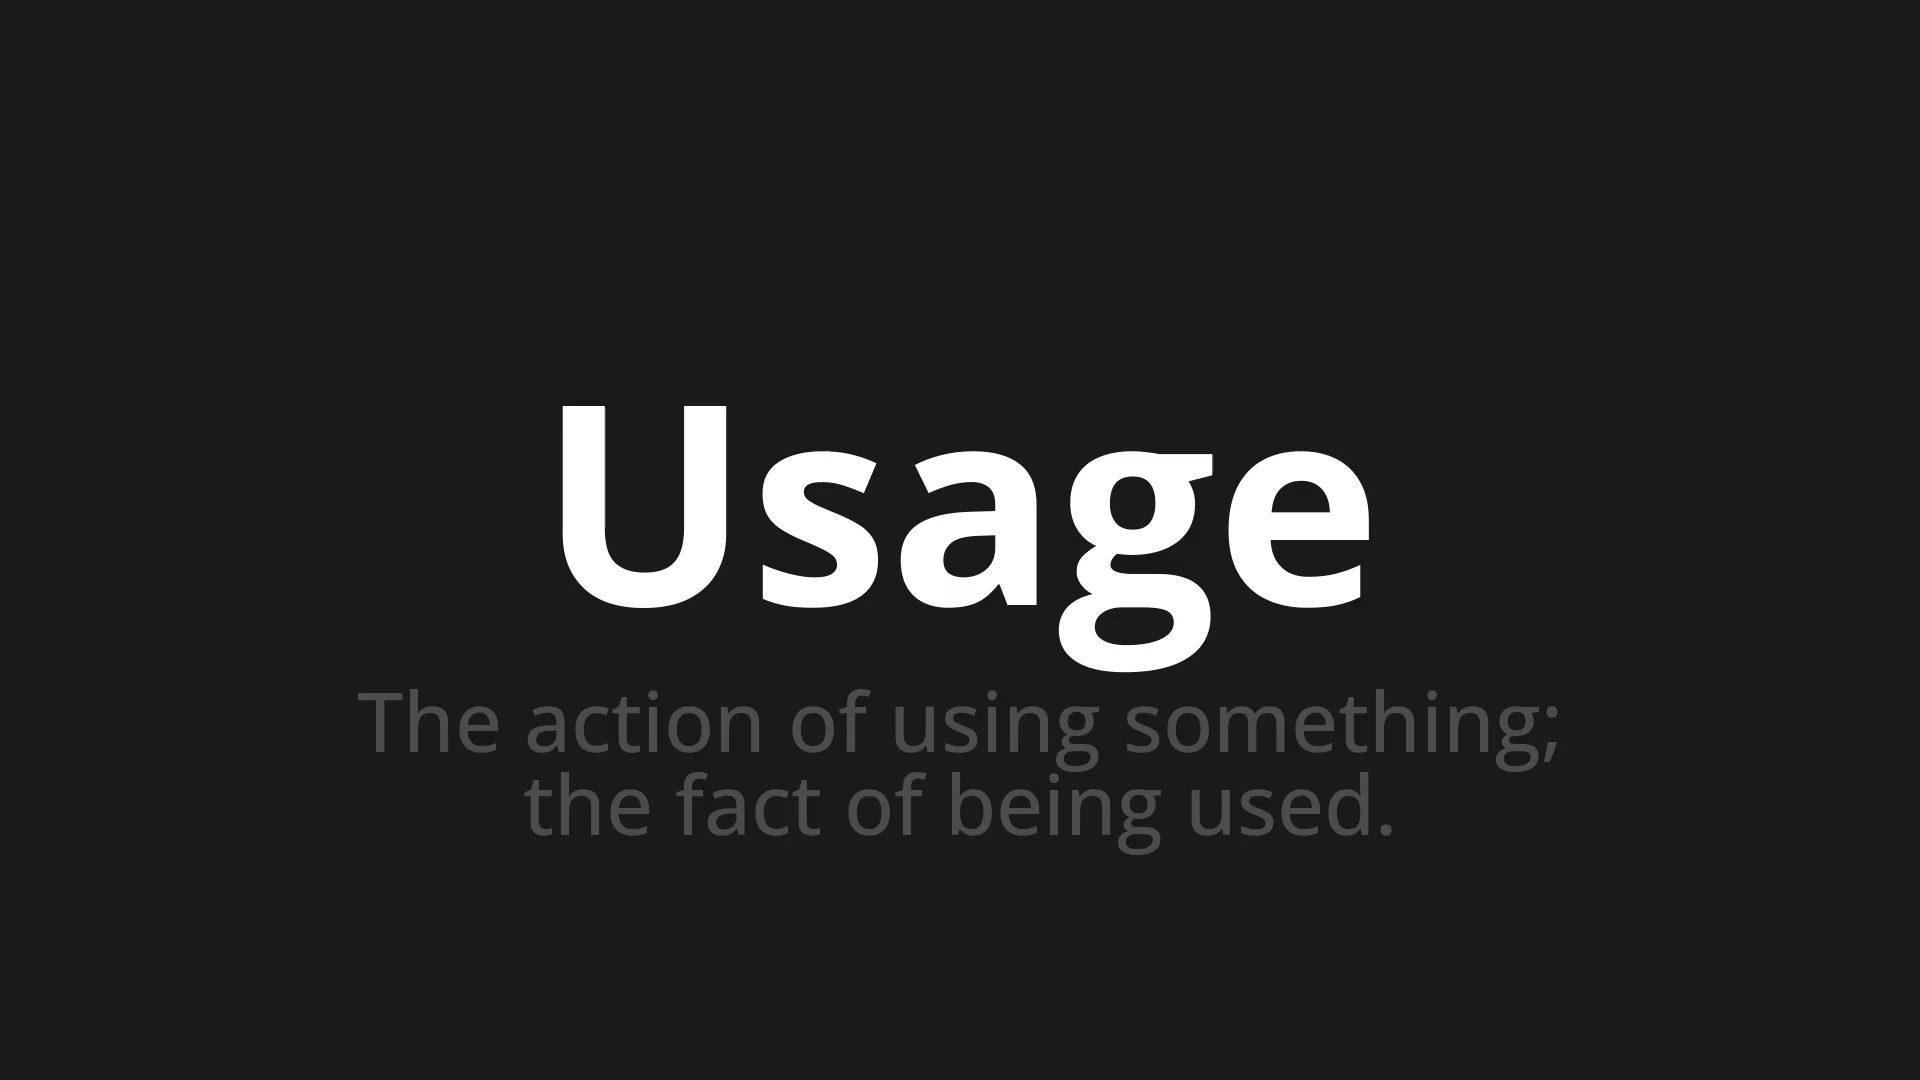 Usage
The action of using something;
the fact of being used.